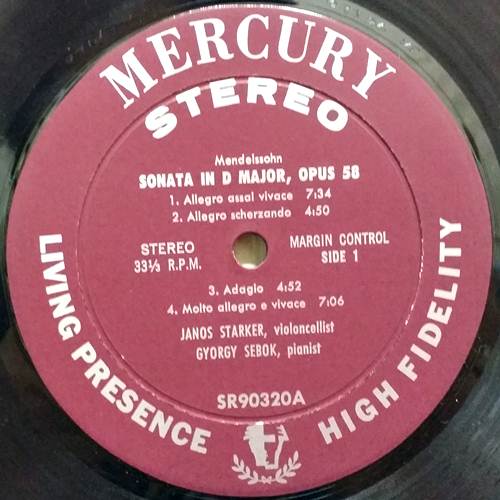 MERCURY
STEREO
Mendelssohn
SONATA IN D MAJOR, OPUS 58
1. Allegro assai vivace 7:34
2. Allegro scherzando 4:50
STEREO
33⅓ R.P.M.
MARGIN CONTROL
SIDE 1
3. Adagio 4:52
4. Molto allegro e vivace 7:06
JANOS STARKER, violoncellist
GYORGY SEBOK, pianist
SR90320A
LIVING PRESENCE
HIGH FIDELITY